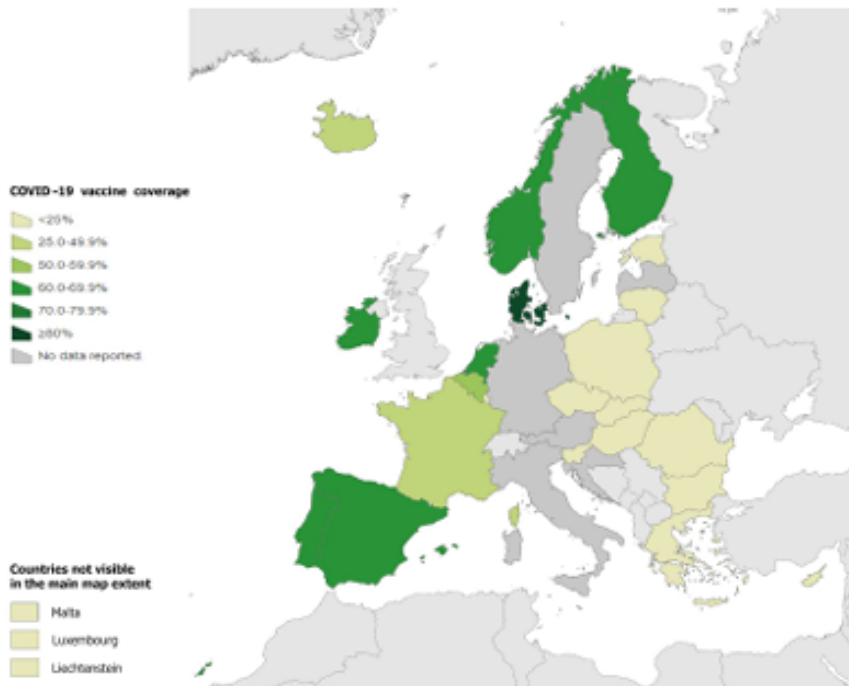 COVID-19 vaccine coverage
<25%
25.0-49.9%
50.0-59.9%
60.0-69.9%
70.0-79.9%
≥80%
No data reported
Countries not visible
in the main map extent
Malta
Luxembourg
Liechtenstein